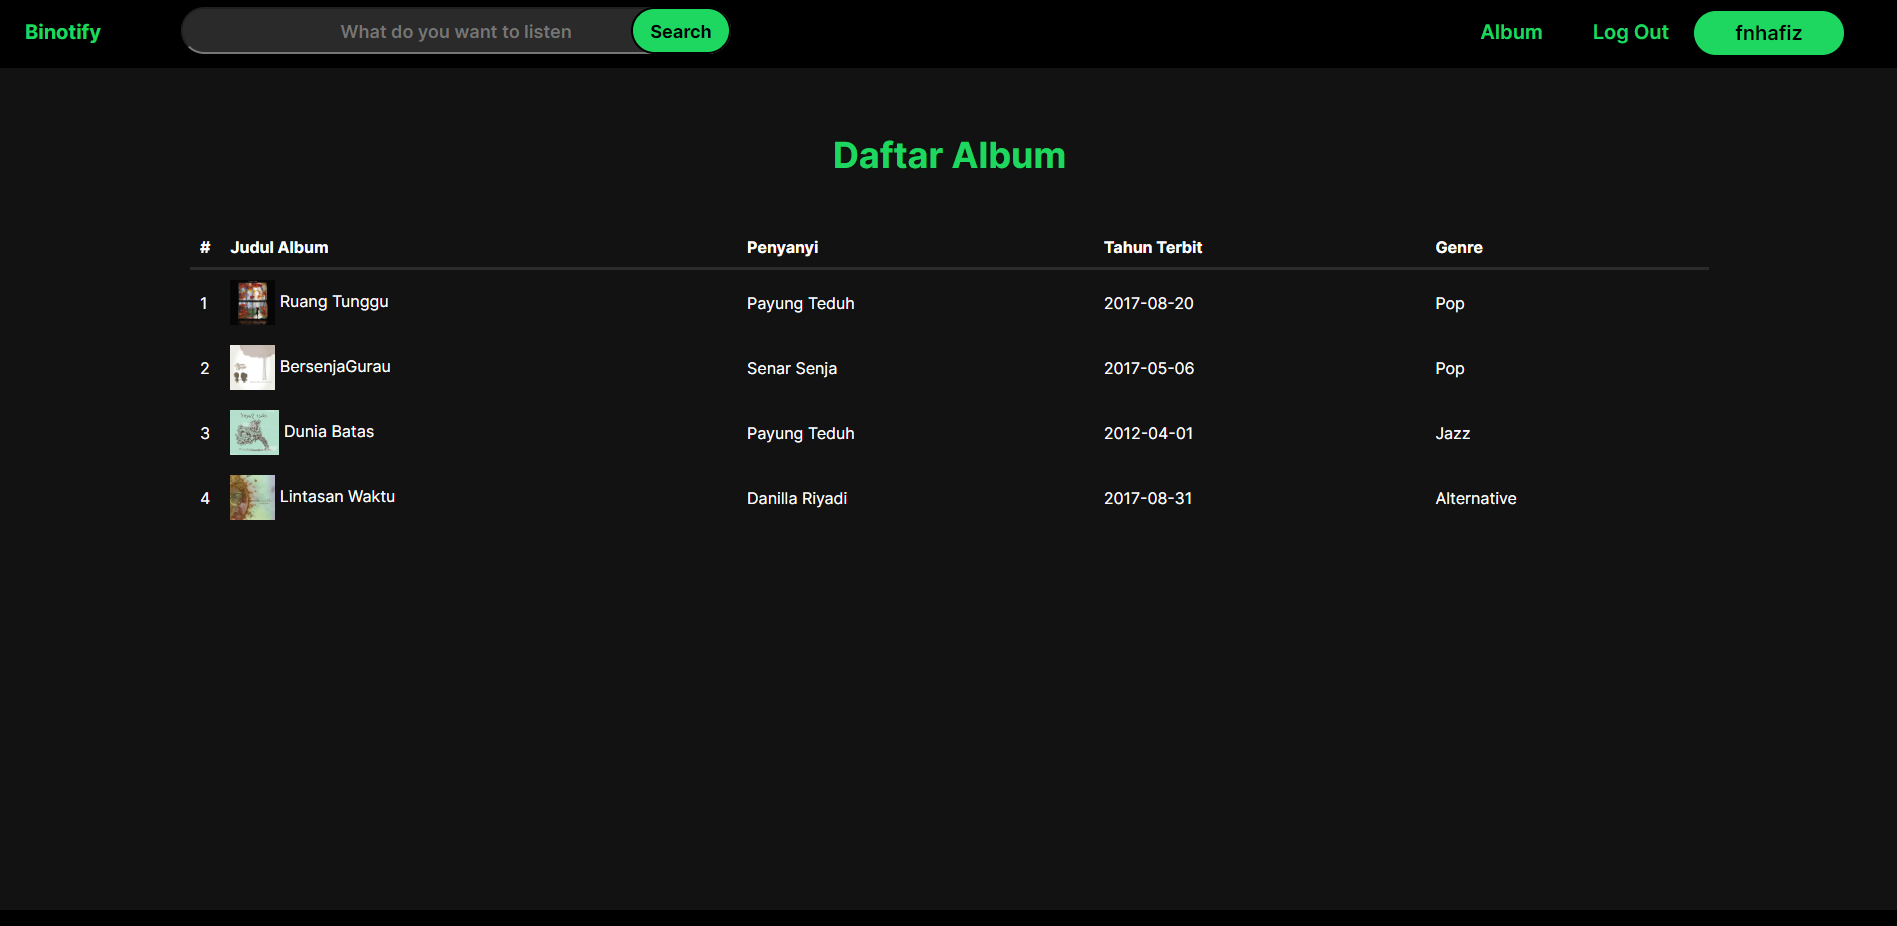 Binotify What do you want to listen Search Album Log Out fnhafiz
Daftar Album
# Judul Album Penyanyi Tahun Terbit Genre
1 Ruang Tunggu Payung Teduh 2017-08-20 Pop
2 BersenjaGurau Senar Senja 2017-05-06 Pop
3 Dunia Batas Payung Teduh 2012-04-01 Jazz
4 Lintasan Waktu Danilla Riyadi 2017-08-31 Alternative